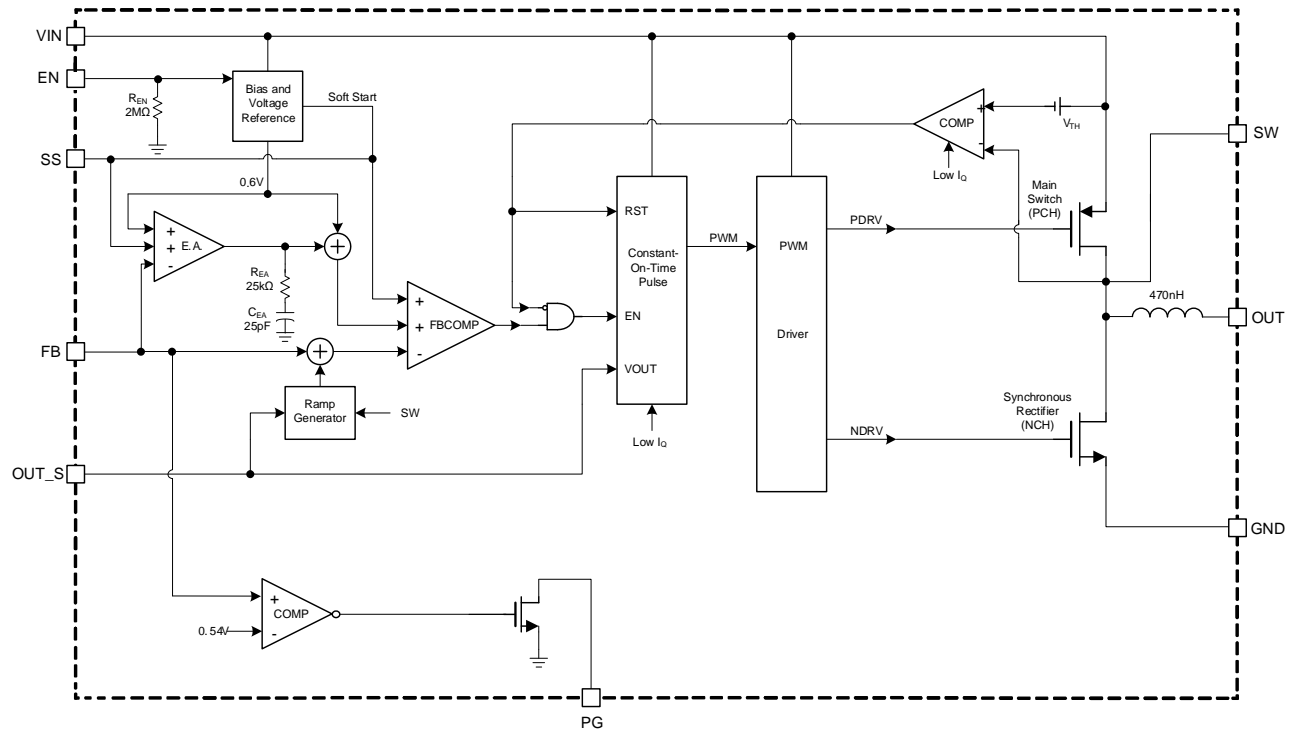 VIN
EN
R_EN
2MΩ
Bias and
Voltage
Reference
Soft Start
SS
0.6V
+
+ E.A.
-
+
R_EA
25kΩ
C_EA
25pF
+
+ FBCOMP
-
FB
+
Ramp
Generator
SW
OUT_S
RST
Constant-
On-Time
Pulse
EN
VOUT
Low I_Q
PWM
PWM
Driver
PDRV
NDRV
+
COMP
-
Low I_Q
V_TH
Main
Switch
(PCH)
SW
470nH
OUT
Synchronous
Rectifier
(NCH)
GND
+
COMP
0.54V
-
PG